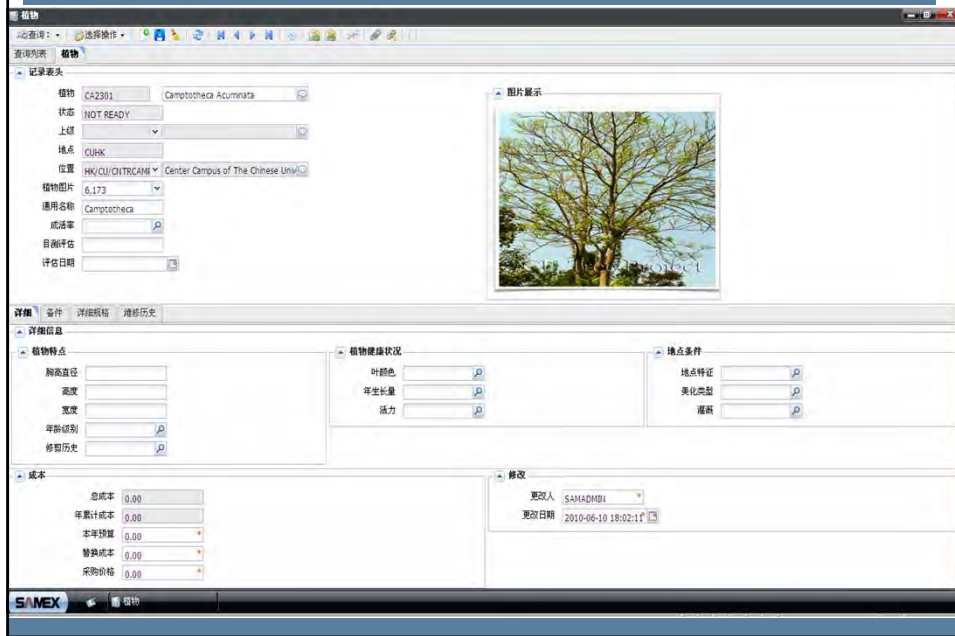 植物
查询: 选择操作
查询列表 植物
记录表头
植物 CA2301 Camptotheca Acumnata
状态 NOT READY
上级
地点 CUHK
位置 HK/CU/CNTRCAMF Center Campus of The Chinese Univ
植物图片 6,173
通用名称 Camptotheca
成活率
目测评估
评估日期
图片展示
Project
详细 备件 详细规格 维修历史
详细信息
植物特点
胸高直径
高度
宽度
年龄级别
修剪历史
植物健康状况
叶颜色
年生长量
活力
地点条件
地点特征
美化类型
灌溉
成本
总成本 0.00
年累计成本 0.00
本年预算 0.00 *
替换成本 0.00 *
采购价格 0.00 *
修改
更改人 SAMADMIN *
更改日期 2010-06-10 18:02:11 *
SAMEX 植物